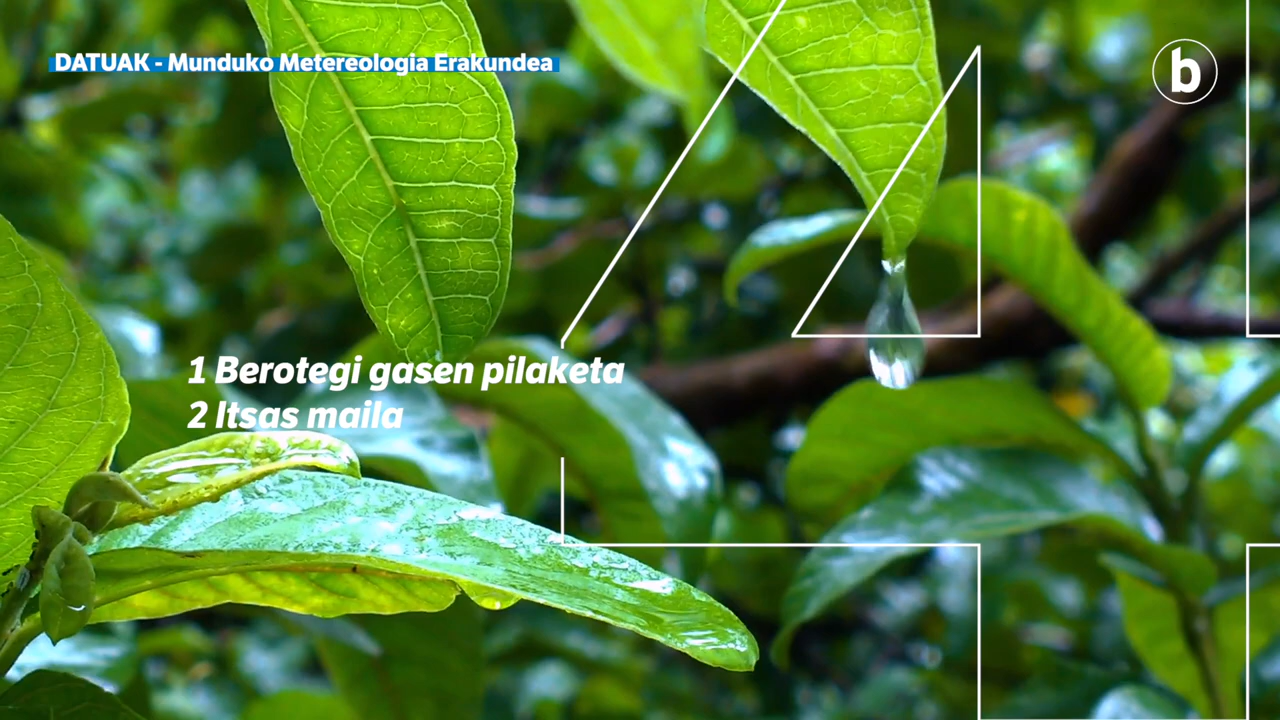 DATUAK - Munduko Metereologia Erakundea
b
1 Berotegi gasen pilaketa
2 Itsas maila